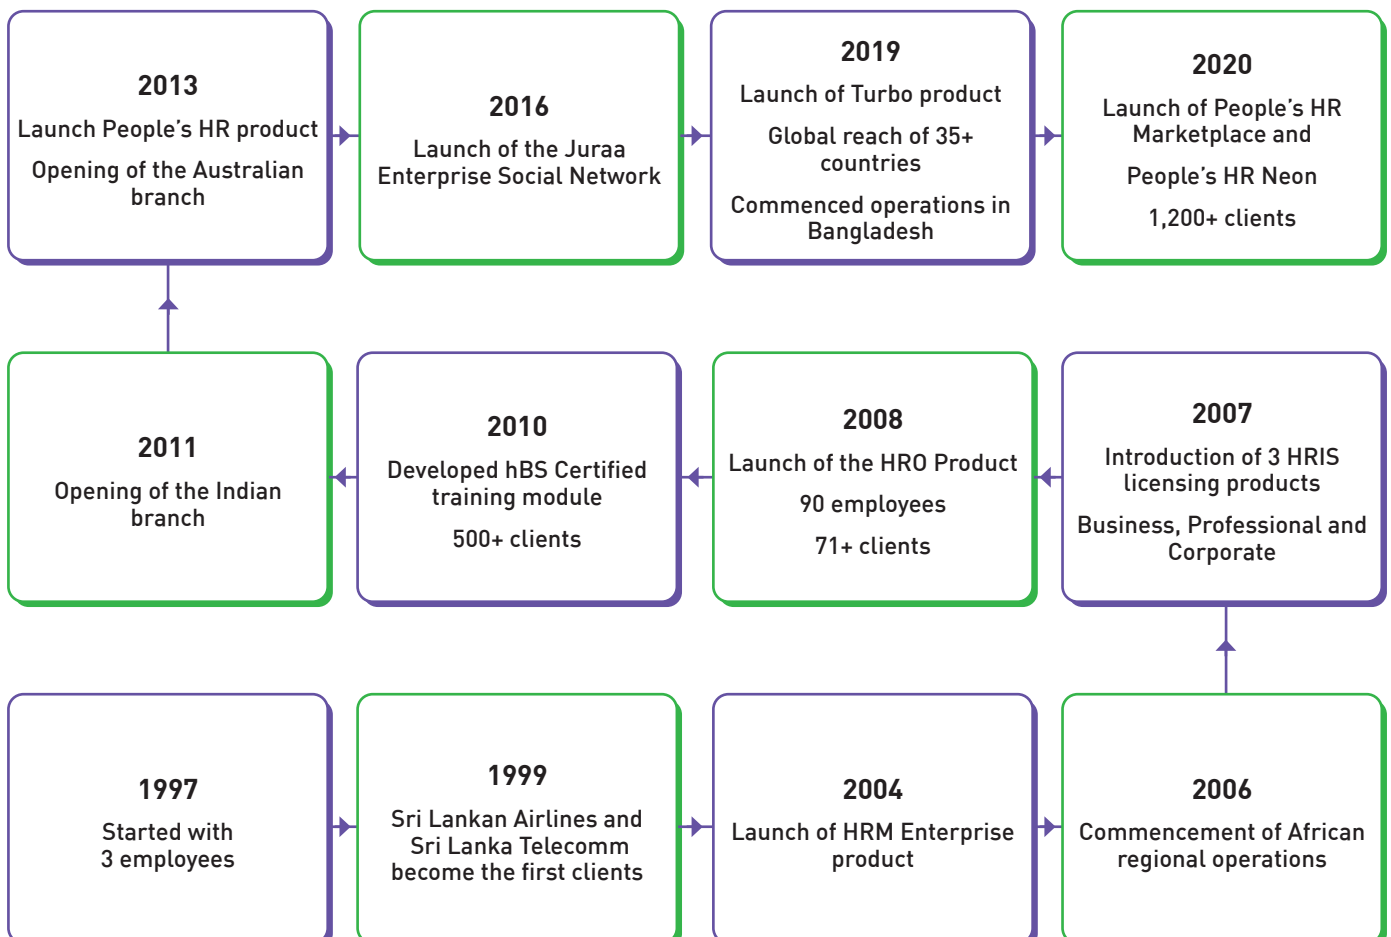 2013
Launch People’s HR product
Opening of the Australian
branch
2016
Launch of the Juraa
Enterprise Social Network
2019
Launch of Turbo product
Global reach of 35+
countries
Commenced operations in
Bangladesh
2020
Launch of People’s HR
Marketplace and
People’s HR Neon
1,200+ clients
2011
Opening of the Indian
branch
2010
Developed hBS Certified
training module
500+ clients
2008
Launch of the HRO Product
90 employees
71+ clients
2007
Introduction of 3 HRIS
licensing products
Business, Professional and
Corporate
1997
Started with
3 employees
1999
Sri Lankan Airlines and
Sri Lanka Telecomm
become the first clients
2004
Launch of HRM Enterprise
product
2006
Commencement of African
regional operations